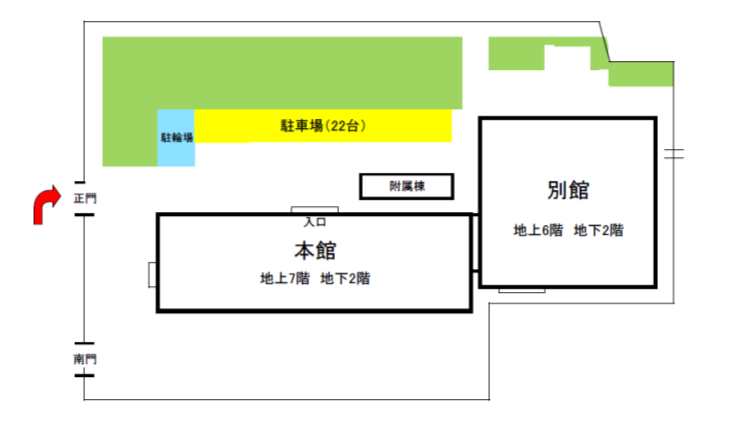 駐車場(22台)
駐輪場
附属棟
別館
正門
入口
地上6階 地下2階
本館
地上7階 地下2階
南門